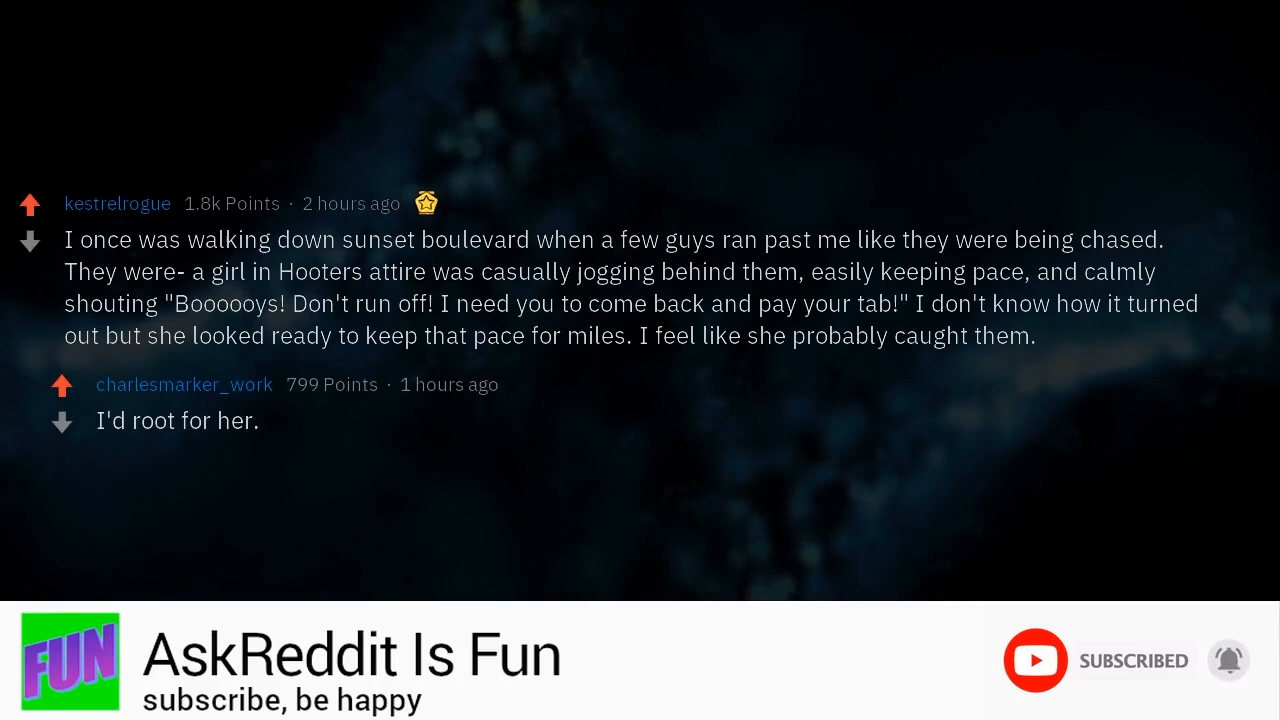 kestrelrogue 1.8k Points · 2 hours ago
I once was walking down sunset boulevard when a few guys ran past me like they were being chased.
They were- a girl in Hooters attire was casually jogging behind them, easily keeping pace, and calmly
shouting "Boooooys! Don't run off! I need you to come back and pay your tab!" I don't know how it turned
out but she looked ready to keep that pace for miles. I feel like she probably caught them.
charlesmarker_work 799 Points · 1 hours ago
I'd root for her.
FUN
AskReddit Is Fun
subscribe, be happy
SUBSCRIBED